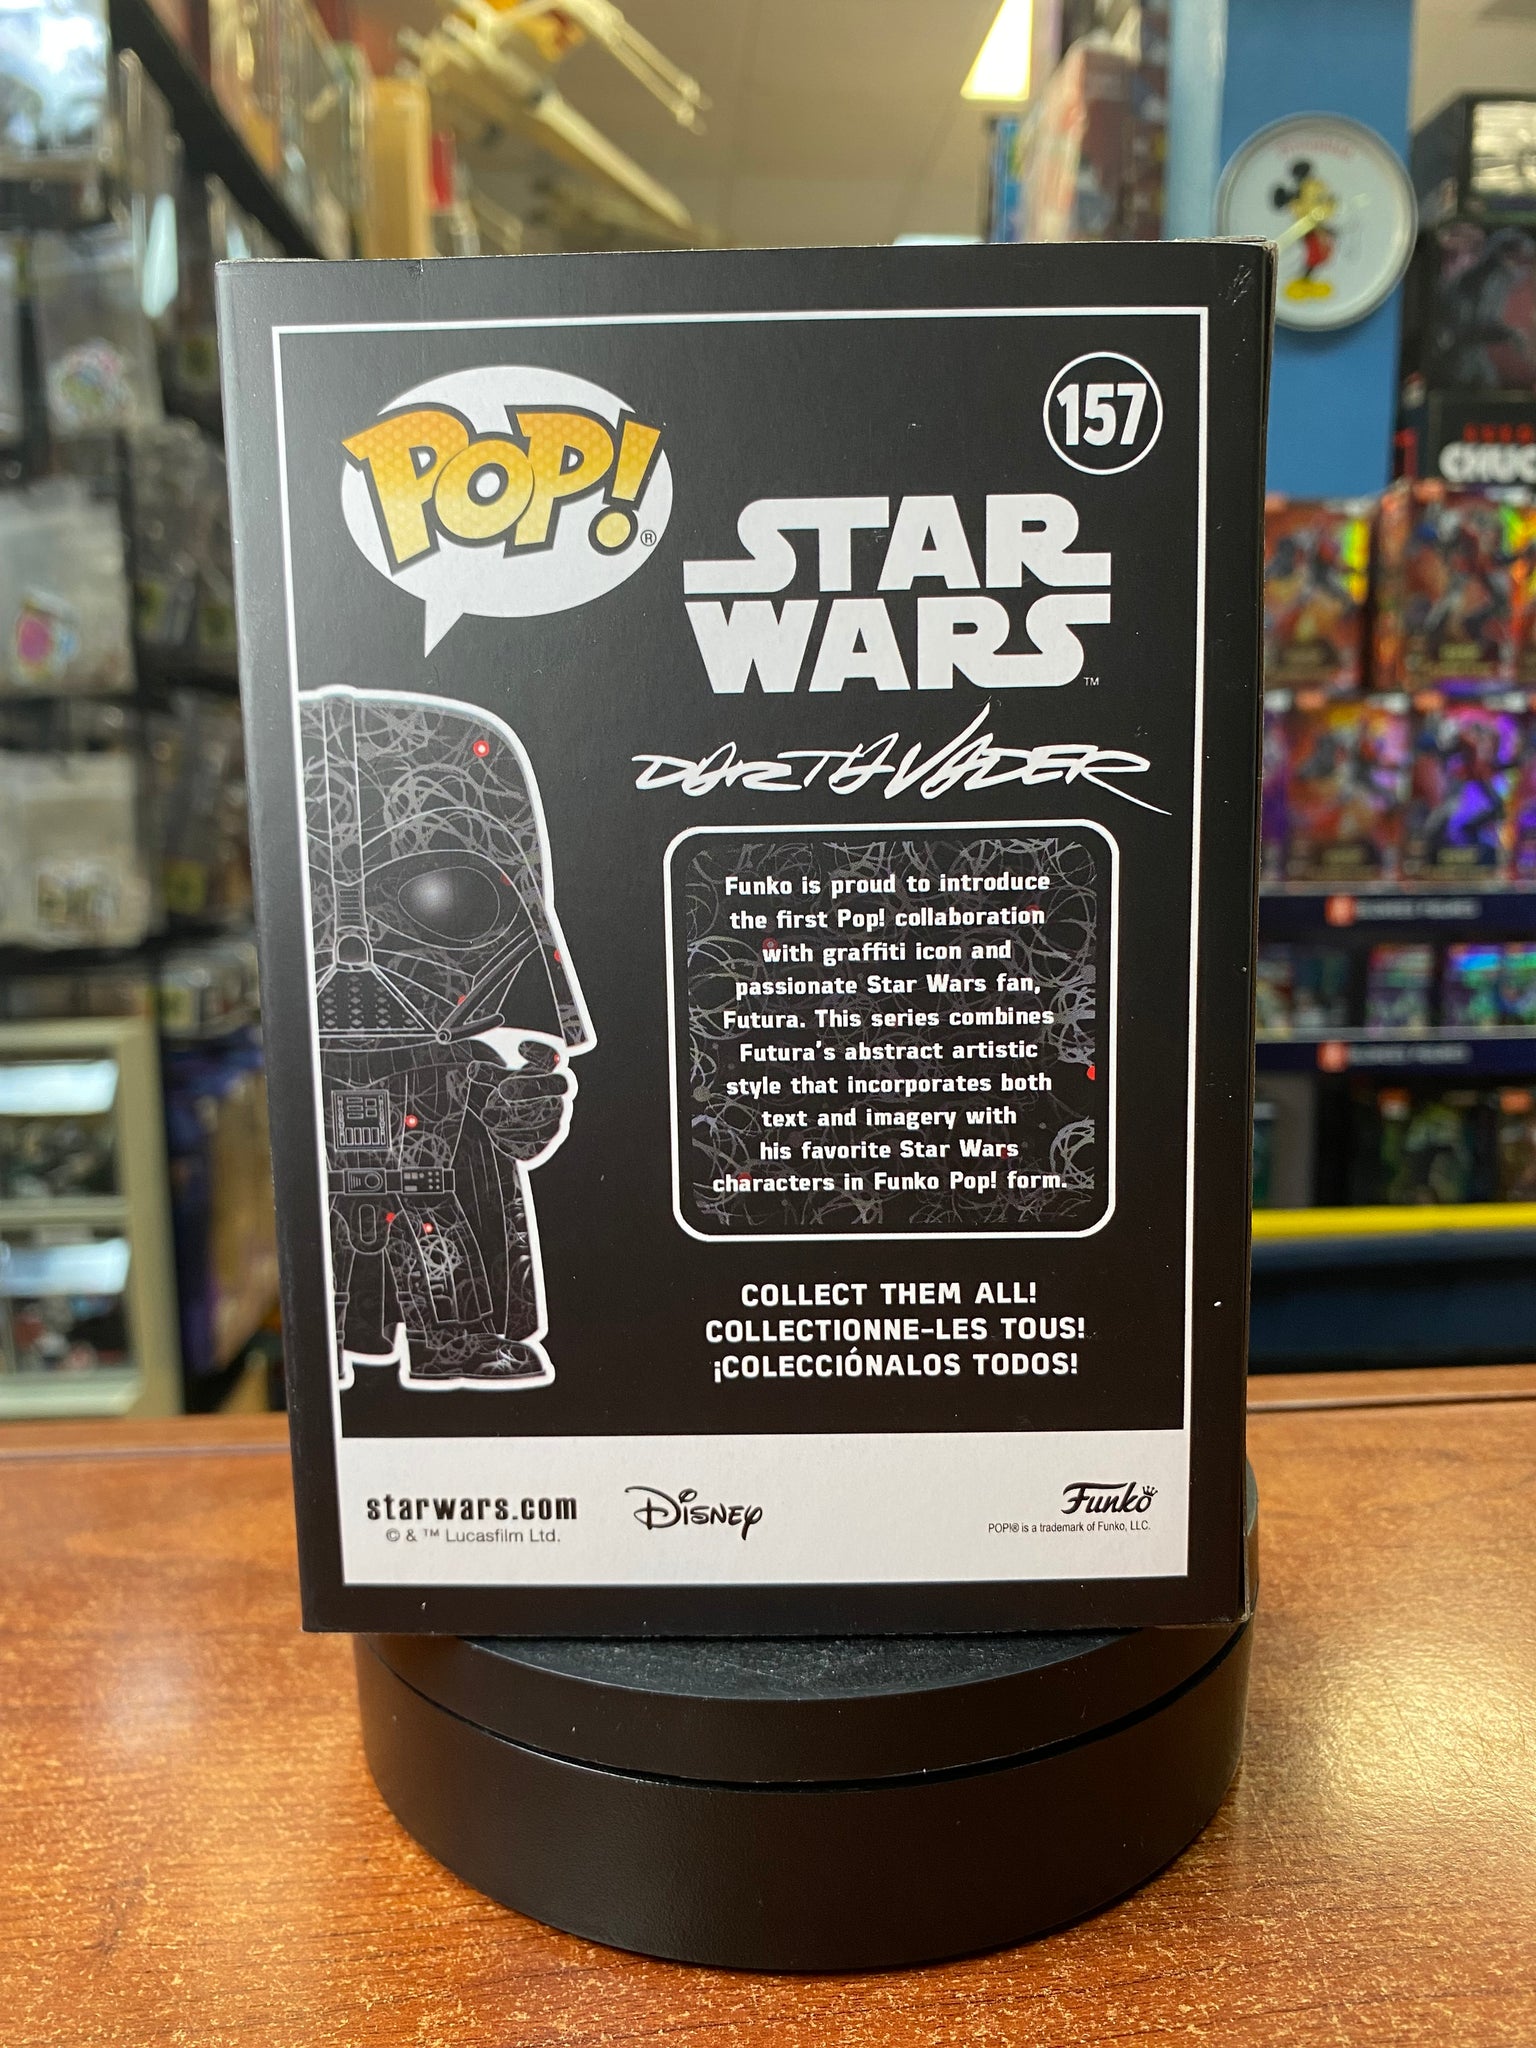 POP!®
157
STAR
WARS™
DARTH VADER
Funko is proud to introduce
the first Pop! collaboration
with graffiti icon and
passionate Star Wars fan,
Futura. This series combines
Futura's abstract artistic
style that incorporates both
text and imagery with
his favorite Star Wars
characters in Funko Pop! form.
COLLECT THEM ALL!
COLLECTIONNE-LES TOUS!
¡COLECCIÓNALOS TODOS!
starwars.com
© & ™ Lucasfilm Ltd.
Disney
Funko
POP!® is a trademark of Funko, LLC.
CHUC